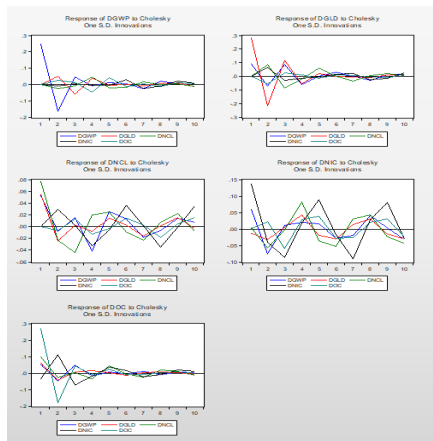 Response of DGWP to Cholesky
One S.D. Innovations
.3
.2
.1
.0
-.1
-.2
1 2 3 4 5 6 7 8 9 10
DGWP DGLD DNCL
DNIC DOC
Response of DGLD to Cholesky
One S.D. Innovations
.3
.2
.1
.0
-.1
-.2
-.3
1 2 3 4 5 6 7 8 9 10
DGWP DGLD DNCL
DNIC DOC
Response of DNCL to Cholesky
One S.D. Innovations
.08
.06
.04
.02
.00
-.02
-.04
-.06
1 2 3 4 5 6 7 8 9 10
DGWP DGLD DNCL
DNIC DOC
Response of DNIC to Cholesky
One S.D. Innovations
.15
.10
.05
.00
-.05
-.10
1 2 3 4 5 6 7 8 9 10
DGWP DGLD DNCL
DNIC DOC
Response of DOC to Cholesky
One S.D. Innovations
.3
.2
.1
.0
-.1
-.2
1 2 3 4 5 6 7 8 9 10
DGWP DGLD DNCL
DNIC DOC